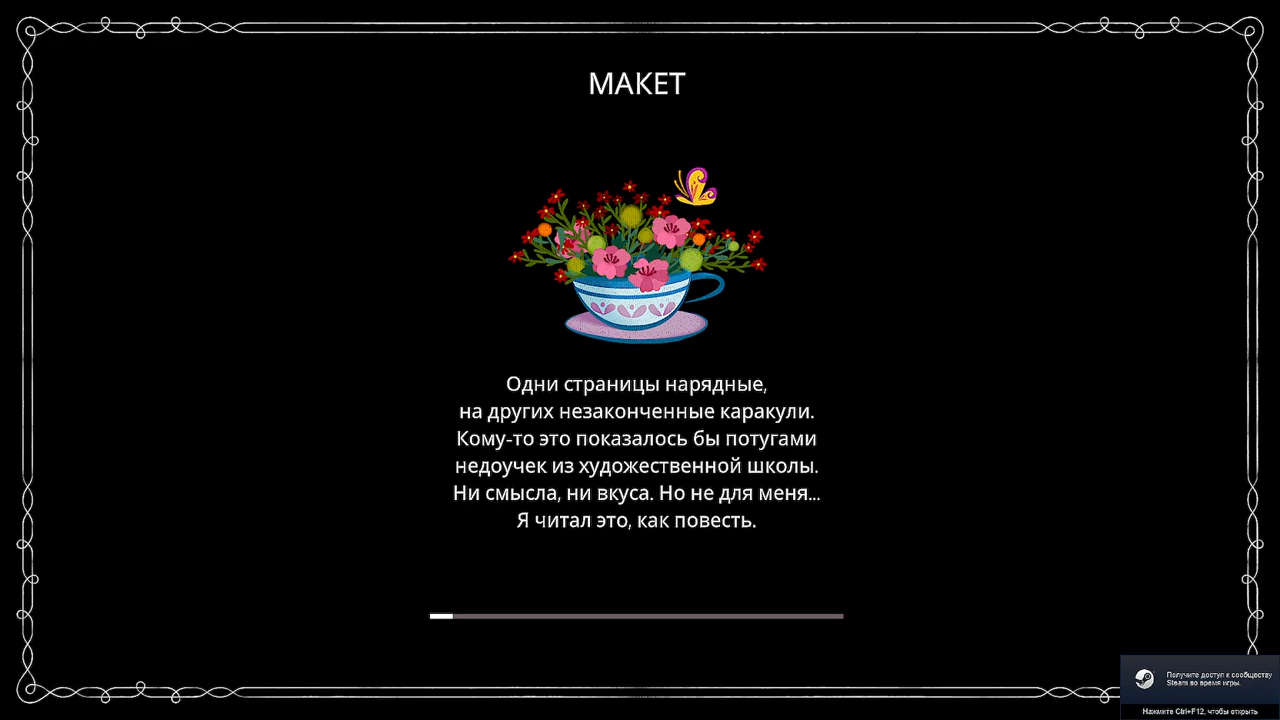 МАКЕТ
Одни страницы нарядные,
на других незаконченные каракули.
Кому-то это показалось бы потугами
недоучек из художественной школы.
Ни смысла, ни вкуса. Но не для меня...
Я читал это, как повесть.
Получите доступ к сообществу
Steam во время игры.
Нажмите Ctrl+F12, чтобы открыть